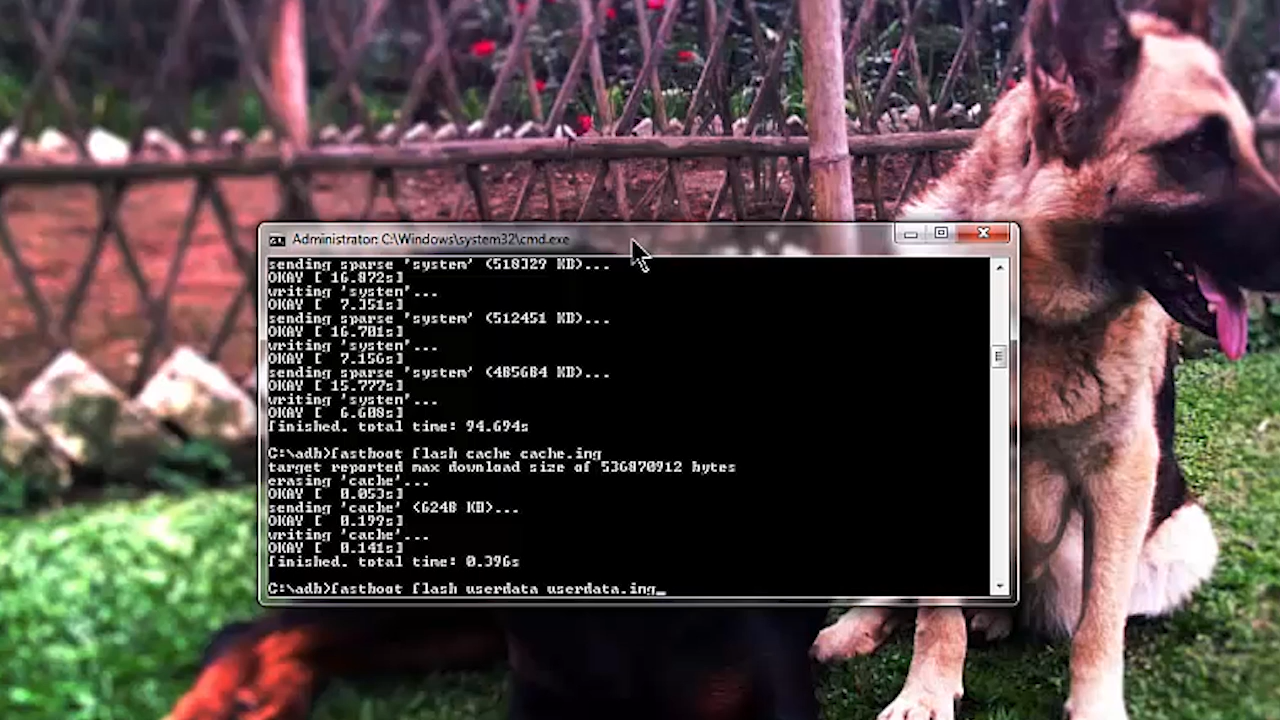 Administrator: C:\Windows\system32\cmd.exe
sending sparse 'system' (518329 KB)...
OKAY [ 16.872s]
writing 'system'...
OKAY [  7.351s]
sending sparse 'system' (512451 KB)...
OKAY [ 16.701s]
writing 'system'...
OKAY [  7.156s]
sending sparse 'system' (485684 KB)...
OKAY [ 15.777s]
writing 'system'...
OKAY [  6.608s]
finished. total time: 94.694s
C:\adb>fastboot flash cache cache.img
target reported max download size of 536870912 bytes
erasing 'cache'...
OKAY [  0.053s]
sending 'cache' (6248 KB)...
OKAY [  0.199s]
writing 'cache'...
OKAY [  0.141s]
finished. total time: 0.396s
C:\adb>fastboot flash userdata userdata.img_